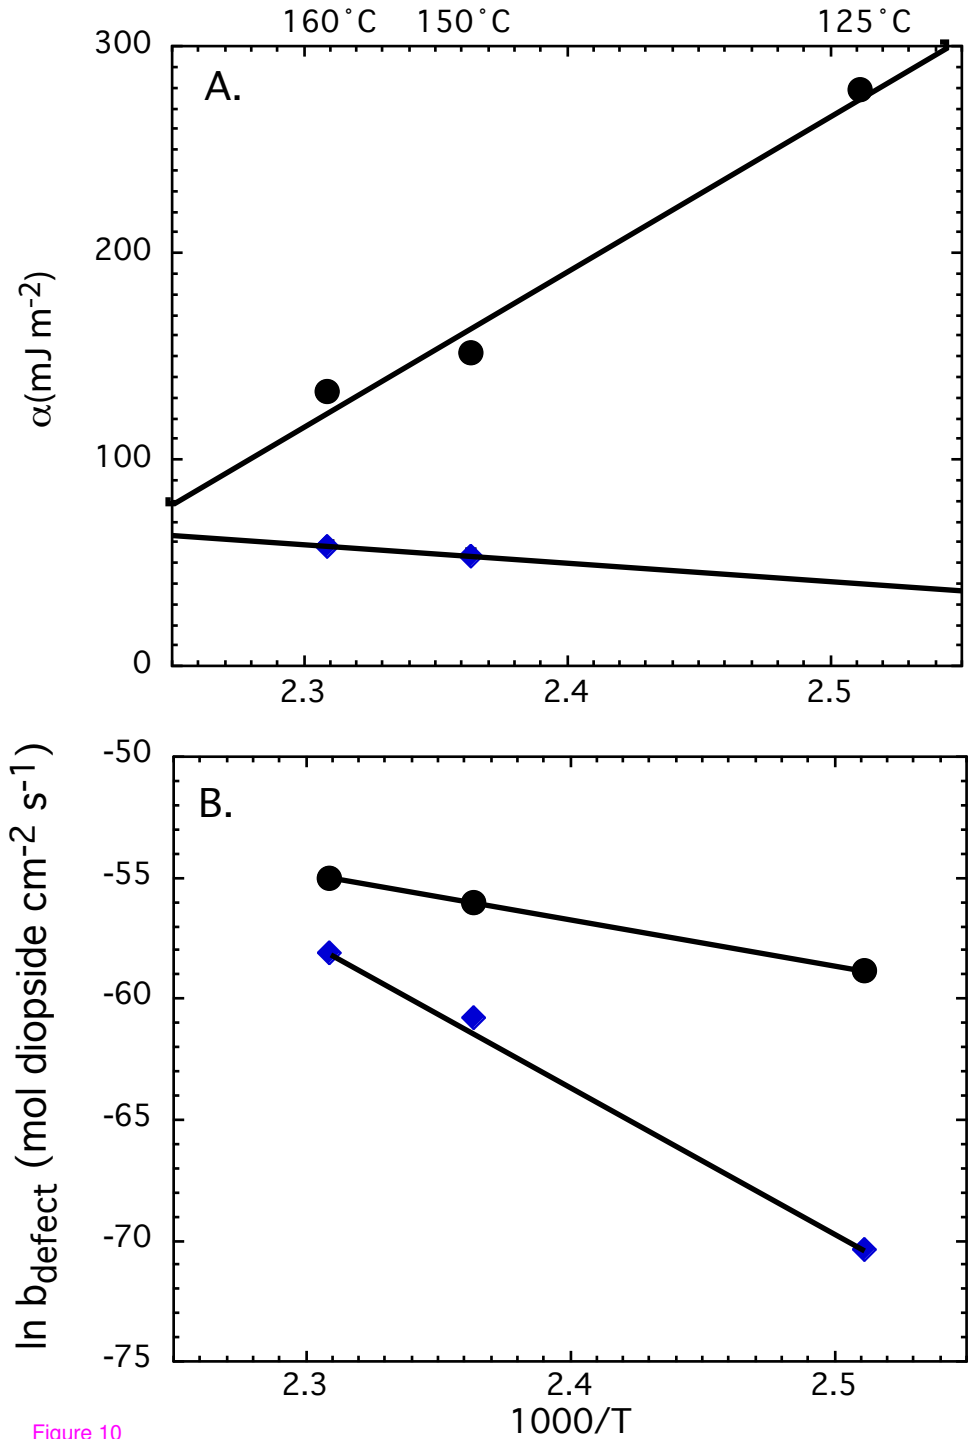 160˚C 150˚C 125˚C
300
A.
200
α(mJ m-2)
100
0
2.3 2.4 2.5
-50
B.
-55
-60
ln bdefect (mol diopside cm-2 s-1)
-65
-70
-75
2.3 2.4 2.5
1000/T
Figure 10